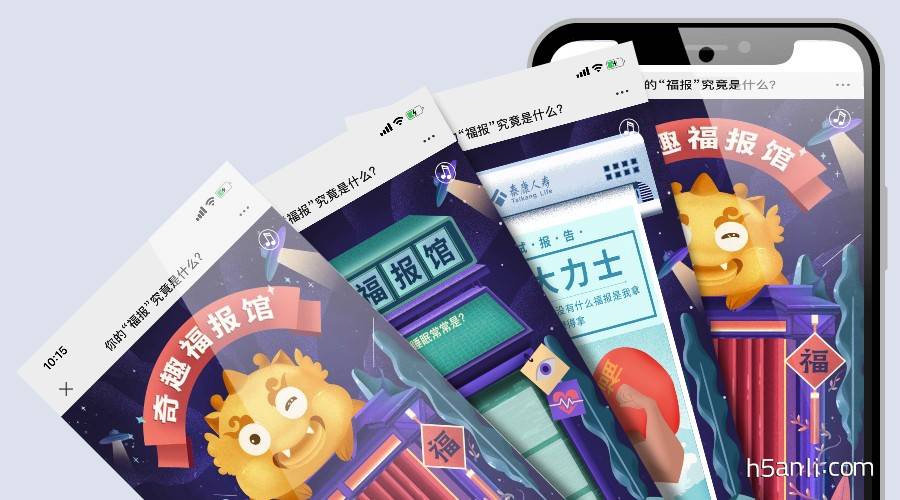 10:15
你的“福报”究竟是什么?
奇趣福报馆
福
“福报”究竟是什么?
福报馆
睡眠常常是?
“福报”究竟是什么?
泰康人寿
Taikang Life
试·报·告·
大力士
没有什么福报是我拿
得拿
的“福报”究竟是什么?
趣福报馆
福
h5anli.com